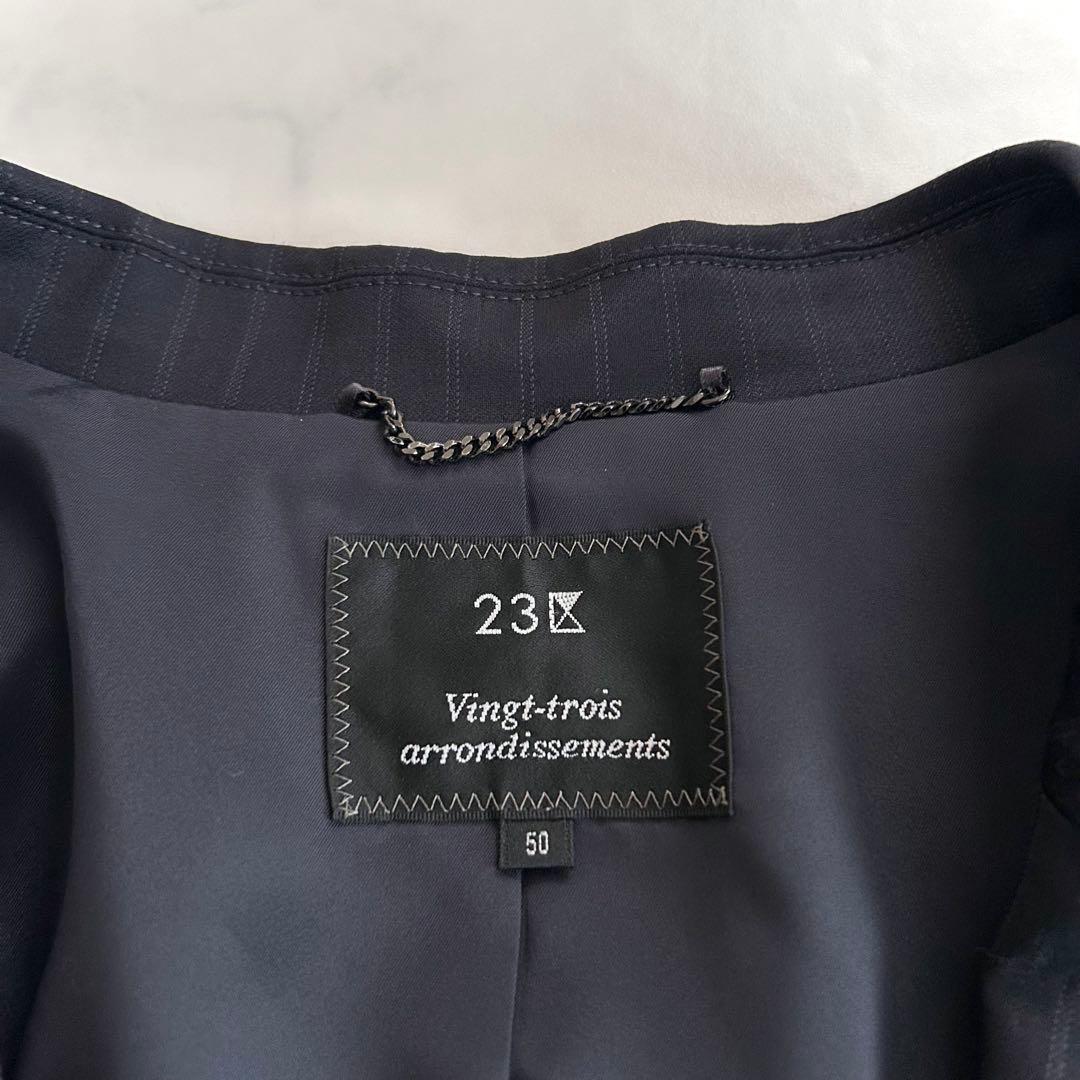 23区
Vingt-trois
arrondissements
50